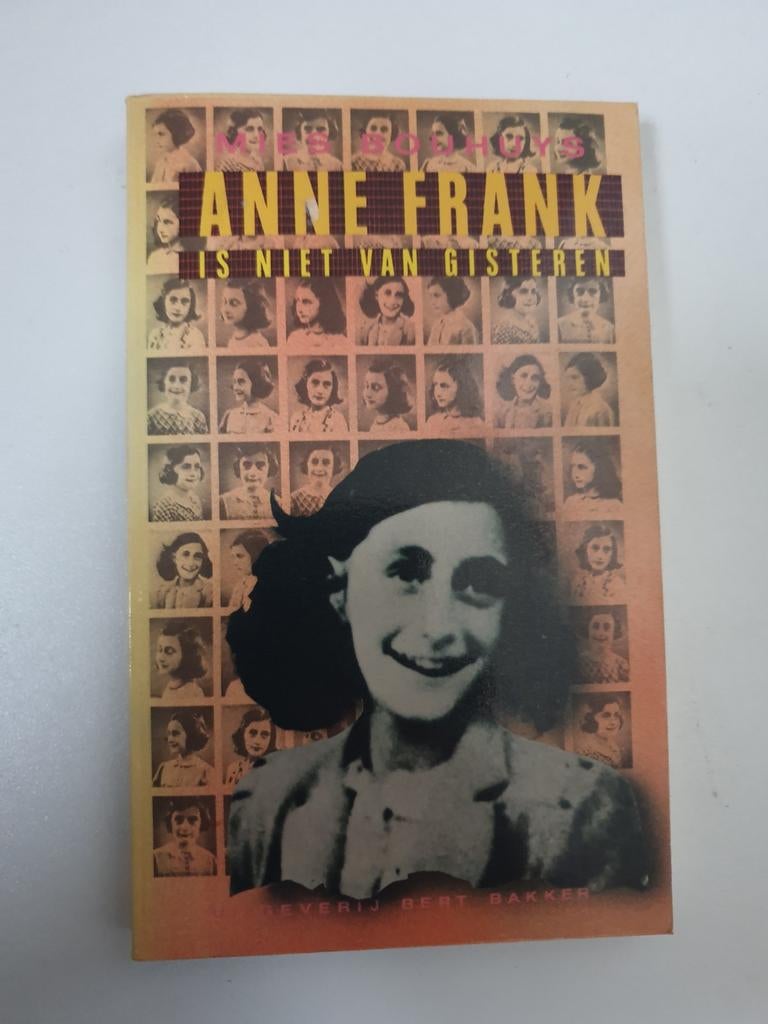 MIES BOUHUYS
ANNE FRANK
IS NIET VAN GISTEREN
UITGEVERIJ BERT BAKKER